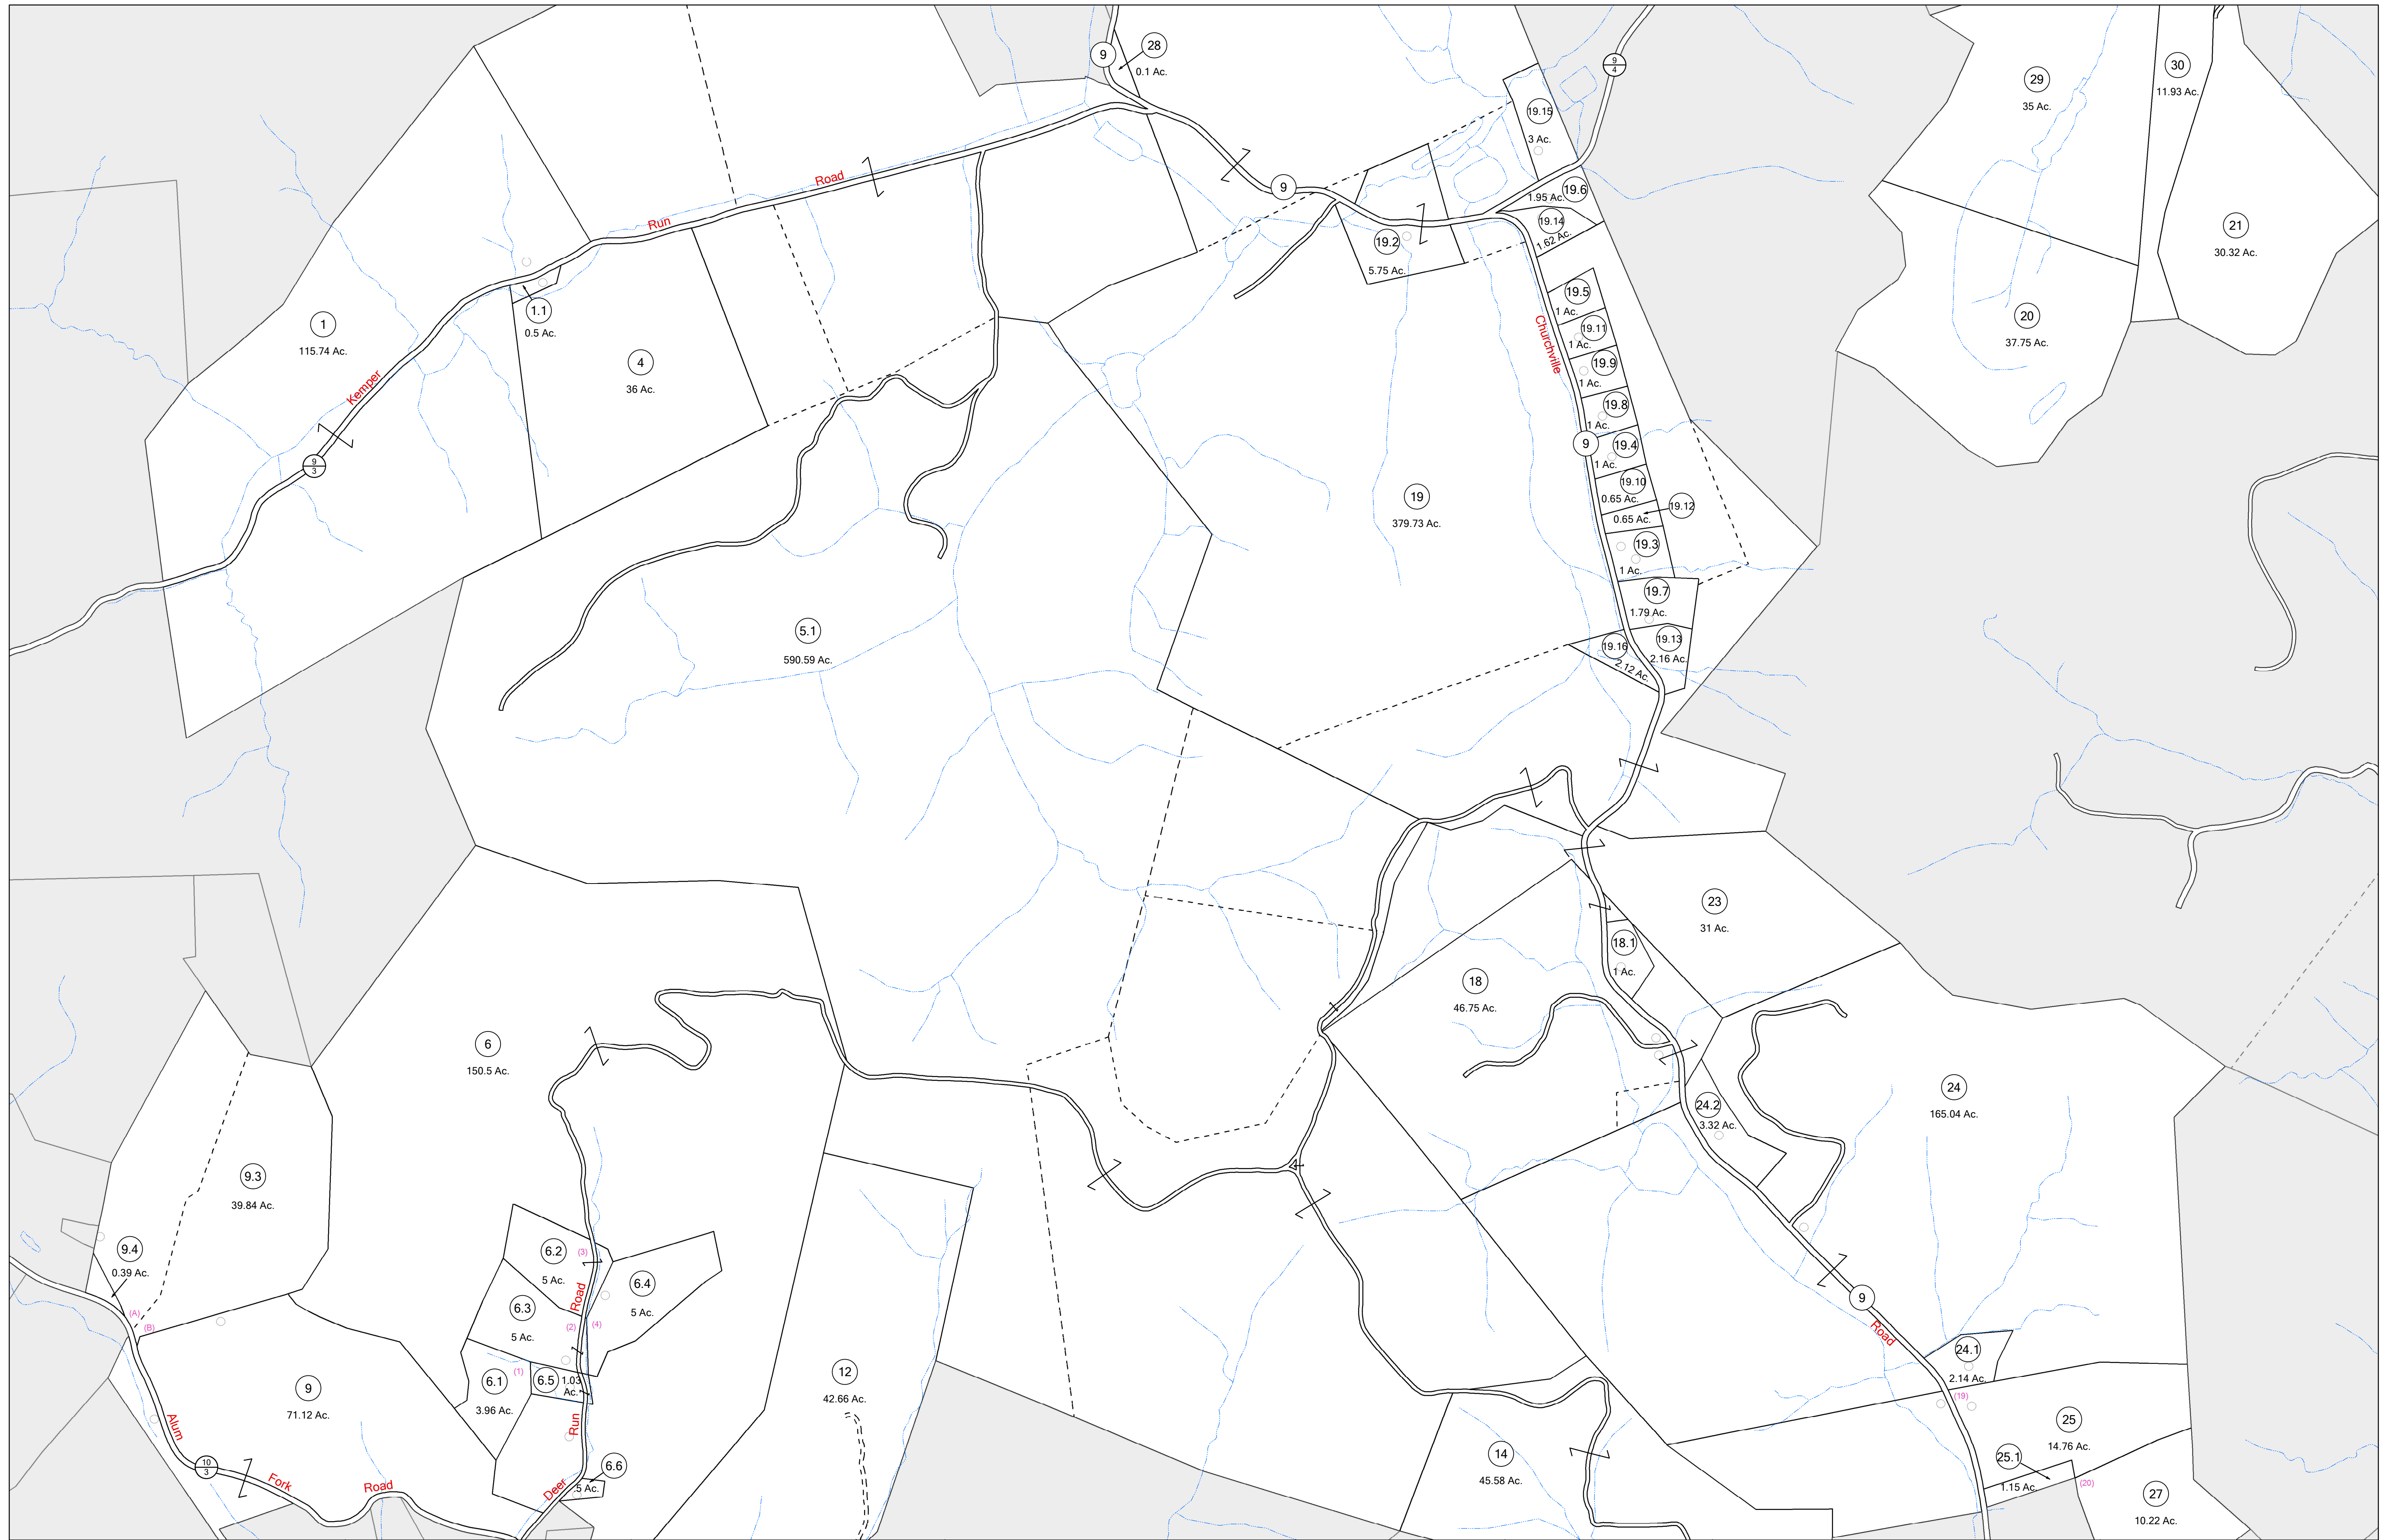 9
28
0.1 Ac.
9
4
29
35 Ac.
30
11.93 Ac.
19.15
3 Ac.
Road
Run
9
19.6
1.95 Ac.
19.14
1.62 Ac.
21
30.32 Ac.
19.2
5.75 Ac.
1
115.74 Ac.
1.1
0.5 Ac.
19.5
1 Ac.
20
37.75 Ac.
4
36 Ac.
Kemper
Churchville
19.11
1 Ac.
19.9
1 Ac.
19.8
1 Ac.
9
3
9
19.4
1 Ac.
19.10
0.65 Ac.
19
379.73 Ac.
19.12
0.65 Ac.
19.3
1 Ac.
19.7
1.79 Ac.
5.1
590.59 Ac.
19.16
2.12 Ac.
19.13
2.16 Ac.
23
31 Ac.
18.1
1 Ac.
18
46.75 Ac.
6
150.5 Ac.
24
165.04 Ac.
24.2
3.32 Ac.
9.3
39.84 Ac.
9.4
0.39 Ac.
6.2
(3)
5 Ac.
6.4
5 Ac.
Road
6.3
5 Ac.
(2)
(4)
(A)
(B)
9
Road
24.1
2.14 Ac.
(1)
6.1
3.96 Ac.
6.5
1.03
Ac.
12
42.66 Ac.
9
71.12 Ac.
(19)
25
14.76 Ac.
Alum
Run
14
45.58 Ac.
25.1
1.15 Ac.
(20)
10
3
Fork
Road
Deer
6.6
.5 Ac.
27
10.22 Ac.